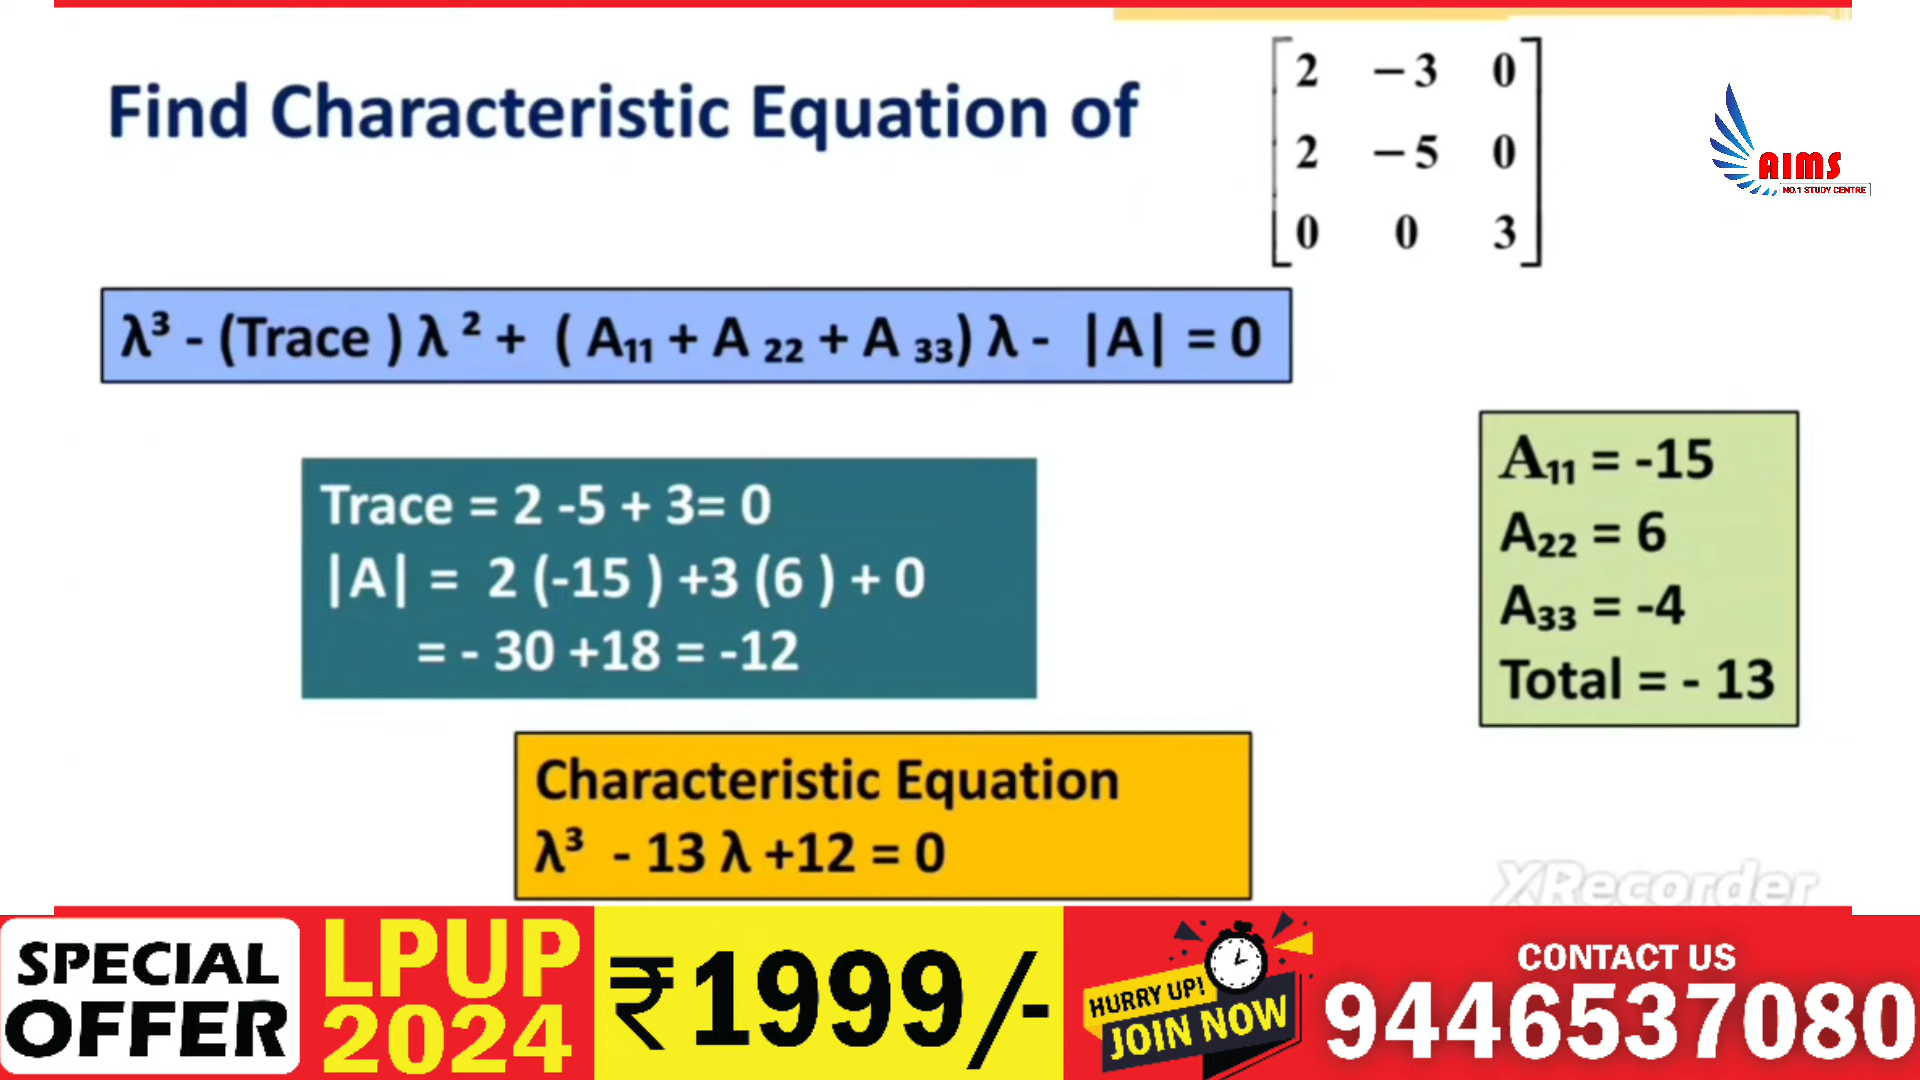 Find Characteristic Equation of
2 −3 0
2 −5 0
0 0 3
AIMS
NO.1 STUDY CENTRE
λ³ - (Trace ) λ ² + ( A₁₁ + A ₂₂ + A ₃₃) λ - |A| = 0
Trace = 2 -5 + 3= 0
|A| = 2 (-15 ) +3 (6 ) + 0
= - 30 +18 = -12
A₁₁ = -15
A₂₂ = 6
A₃₃ = -4
Total = - 13
Characteristic Equation
λ³ - 13 λ +12 = 0
XRecorder
SPECIAL
OFFER
LPUP
2024
₹1999/-
HURRY UP!
JOIN NOW
CONTACT US
9446537080